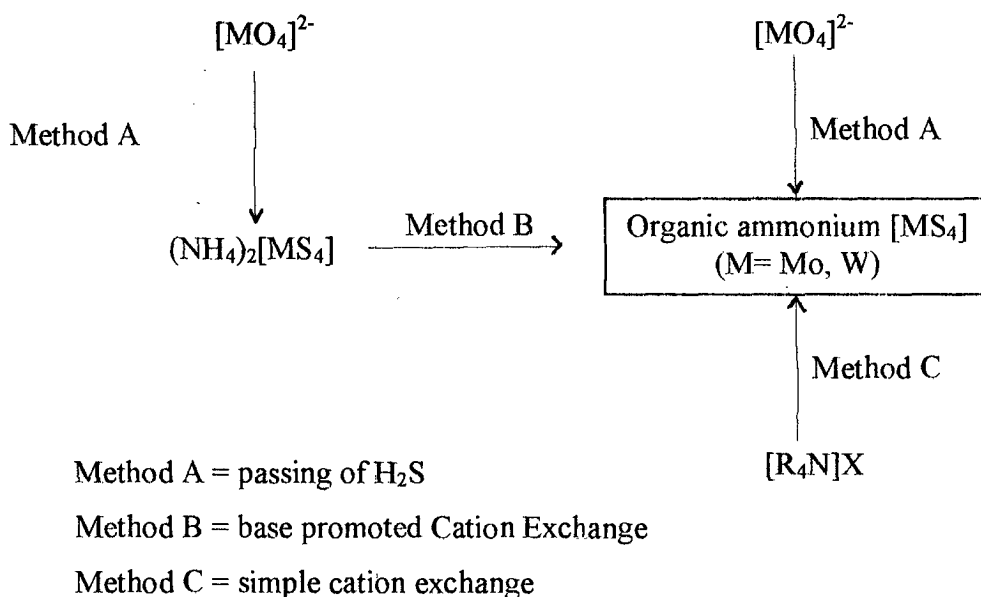 [MO₄]²⁻ [MO₄]²⁻
Method A Method A
(NH₄)₂[MS₄] Method B Organic ammonium [MS₄]
(M= Mo, W)
Method C
[R₄N]X
Method A = passing of H₂S
Method B = base promoted Cation Exchange
Method C = simple cation exchange